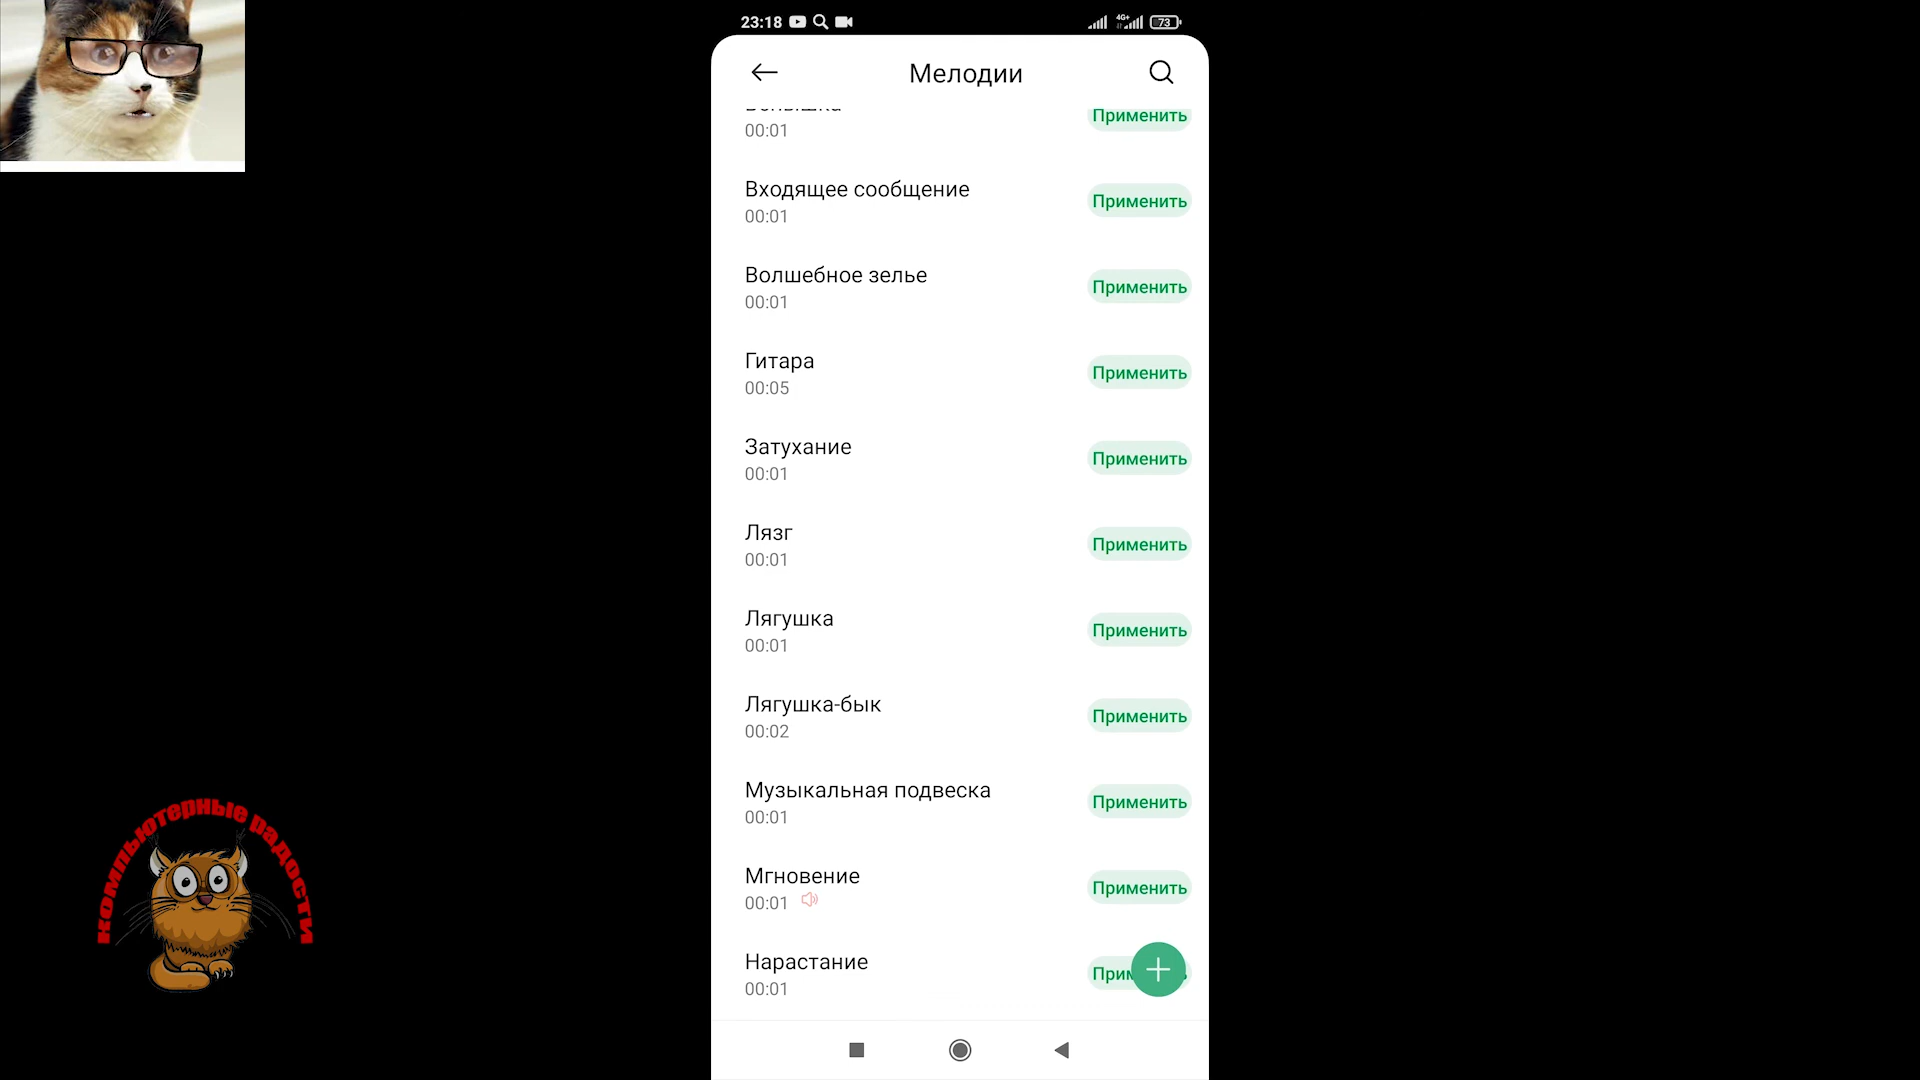 23:18
4G+
73
Мелодии
00:01
Применить
Входящее сообщение
00:01
Применить
Волшебное зелье
00:01
Применить
Гитара
00:05
Применить
Затухание
00:01
Применить
Лязг
00:01
Применить
Лягушка
00:01
Применить
Лягушка-бык
00:02
Применить
Музыкальная подвеска
00:01
Применить
Мгновение
00:01
Применить
Нарастание
00:01
компьютерные радости